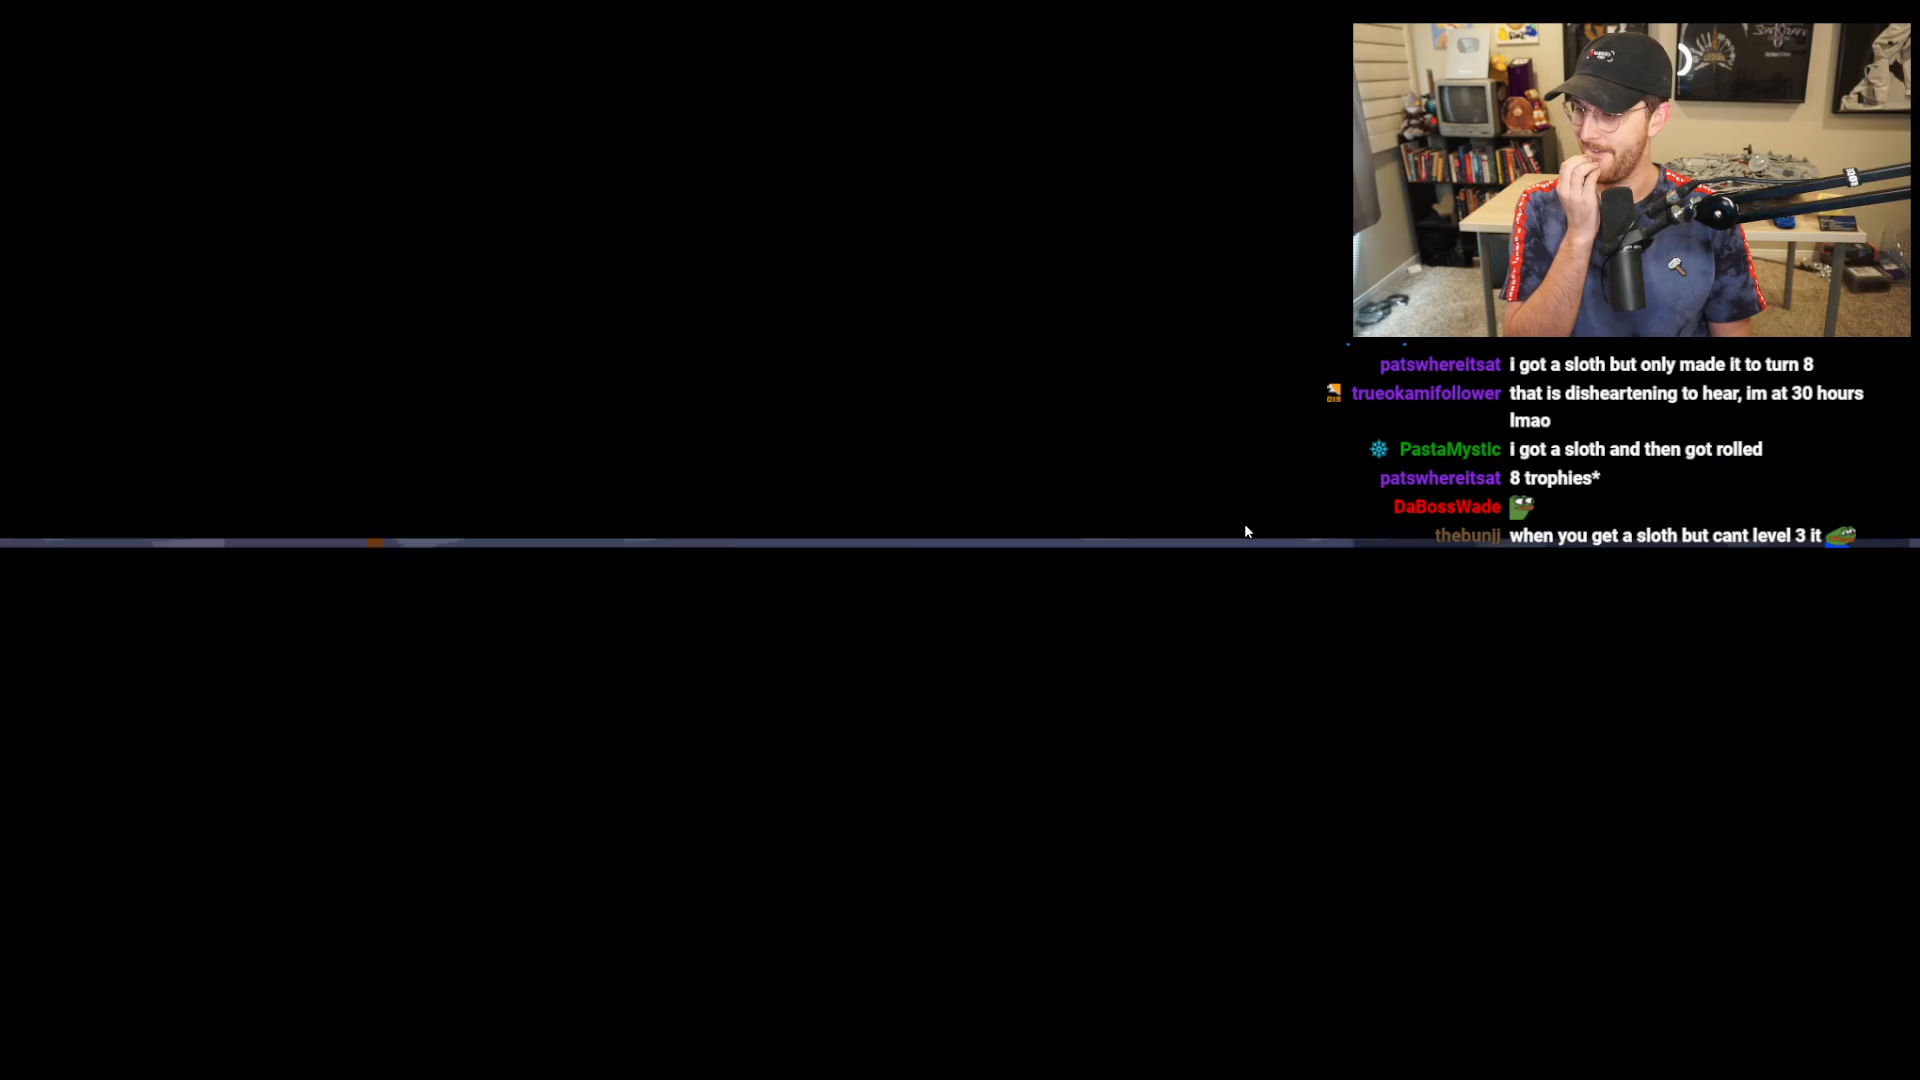 patswhereitsat i got a sloth but only made it to turn 8
trueokamifollower that is disheartening to hear, im at 30 hours
lmao
PastaMystic i got a sloth and then got rolled
patswhereitsat 8 trophies*
DaBossWade
thebunjj when you get a sloth but cant level 3 it